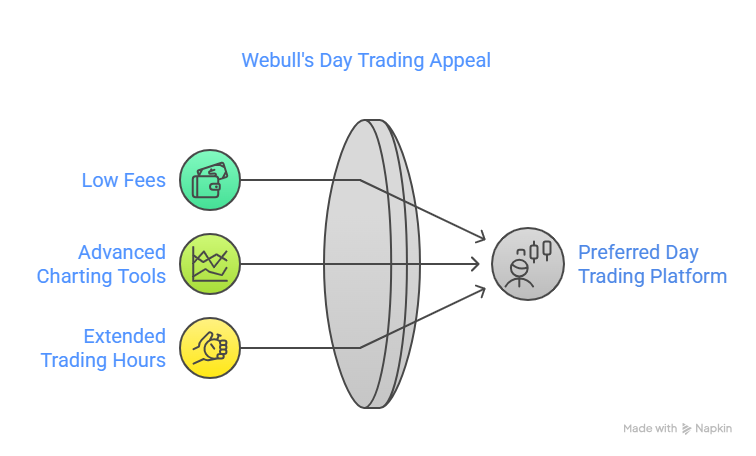 Webull's Day Trading Appeal
Low Fees
Advanced
Charting Tools
Extended
Trading Hours
Preferred Day
Trading Platform
Made with Napkin